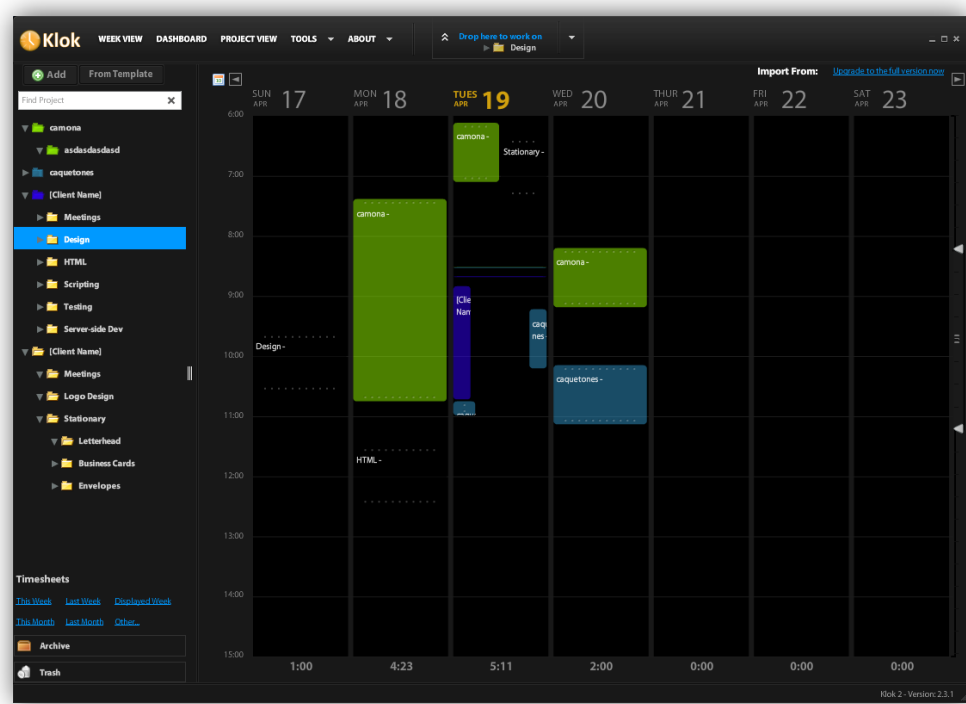 Klok WEEK VIEW DASHBOARD PROJECT VIEW TOOLS ABOUT
Drop here to work on
Design
Add From Template
Find Project
Import From: Upgrade to the full version now
SUN APR 17
MON APR 18
TUES APR 19
WED APR 20
THUR APR 21
FRI APR 22
SAT APR 23
camona
asdasdasdasd
caquetones
[Client Name]
Meetings
Design
HTML
Scripting
Testing
Server-side Dev
[Client Name]
Meetings
Logo Design
Stationary
Letterhead
Business Cards
Envelopes
Timesheets
This Week Last Week Displayed Week
This Month Last Month Other...
Archive
Trash
6:00
7:00
8:00
9:00
10:00
11:00
12:00
13:00
14:00
15:00
Design -
camona -
HTML -
camona -
Stationary -
[Clie
Nam
caqu
nes
camona -
caquetones -
1:00 4:23 5:11 2:00 0:00 0:00 0:00
Klok 2 - Version: 2.3.1